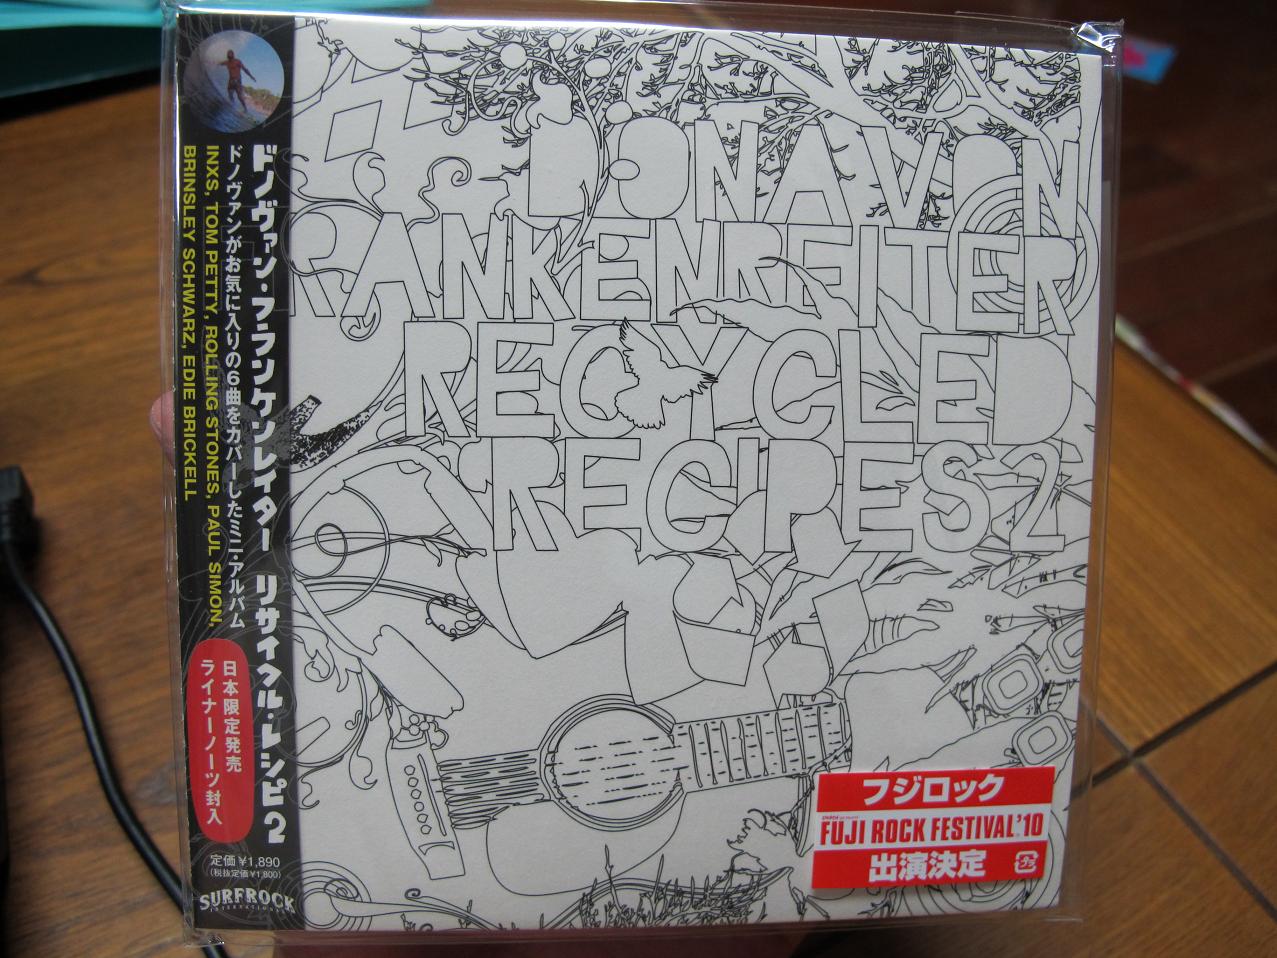 ドノヴァン・フランケンレイター リサイクル・レシピ2
ドノヴァンがお気に入りの6曲をカバーしたミニ・アルバム
INXS, TOM PETTY, ROLLING STONES, PAUL SIMON,
BRINSLEY SCHWARZ, EDIE BRICKELL
日本限定発売
ライナーノーツ封入
定価¥1,890
(税抜定価¥1,800)
SURFROCK
INTERNATIONAL
DONAVON
FRANKENREITER
RECYCLED
RECIPES 2
フジロック
FUJI ROCK FESTIVAL'10
出演決定